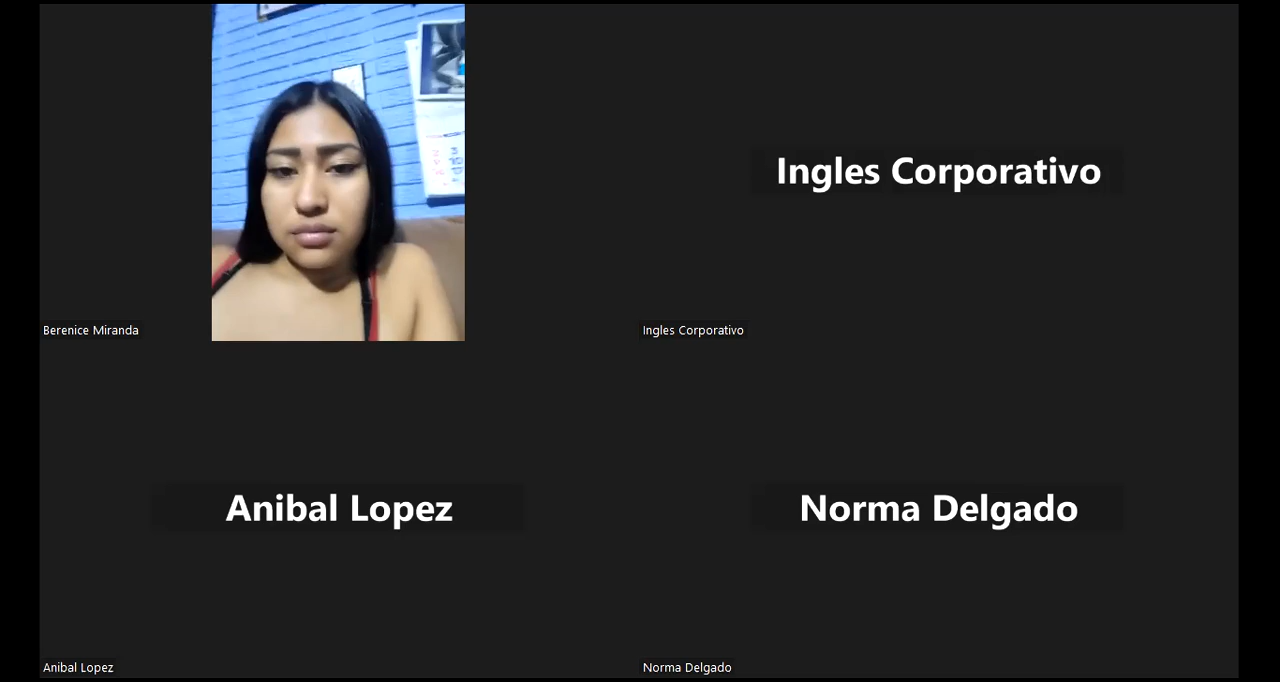 Ingles Corporativo
Berenice Miranda
Ingles Corporativo
Anibal Lopez
Norma Delgado
Anibal Lopez
Norma Delgado